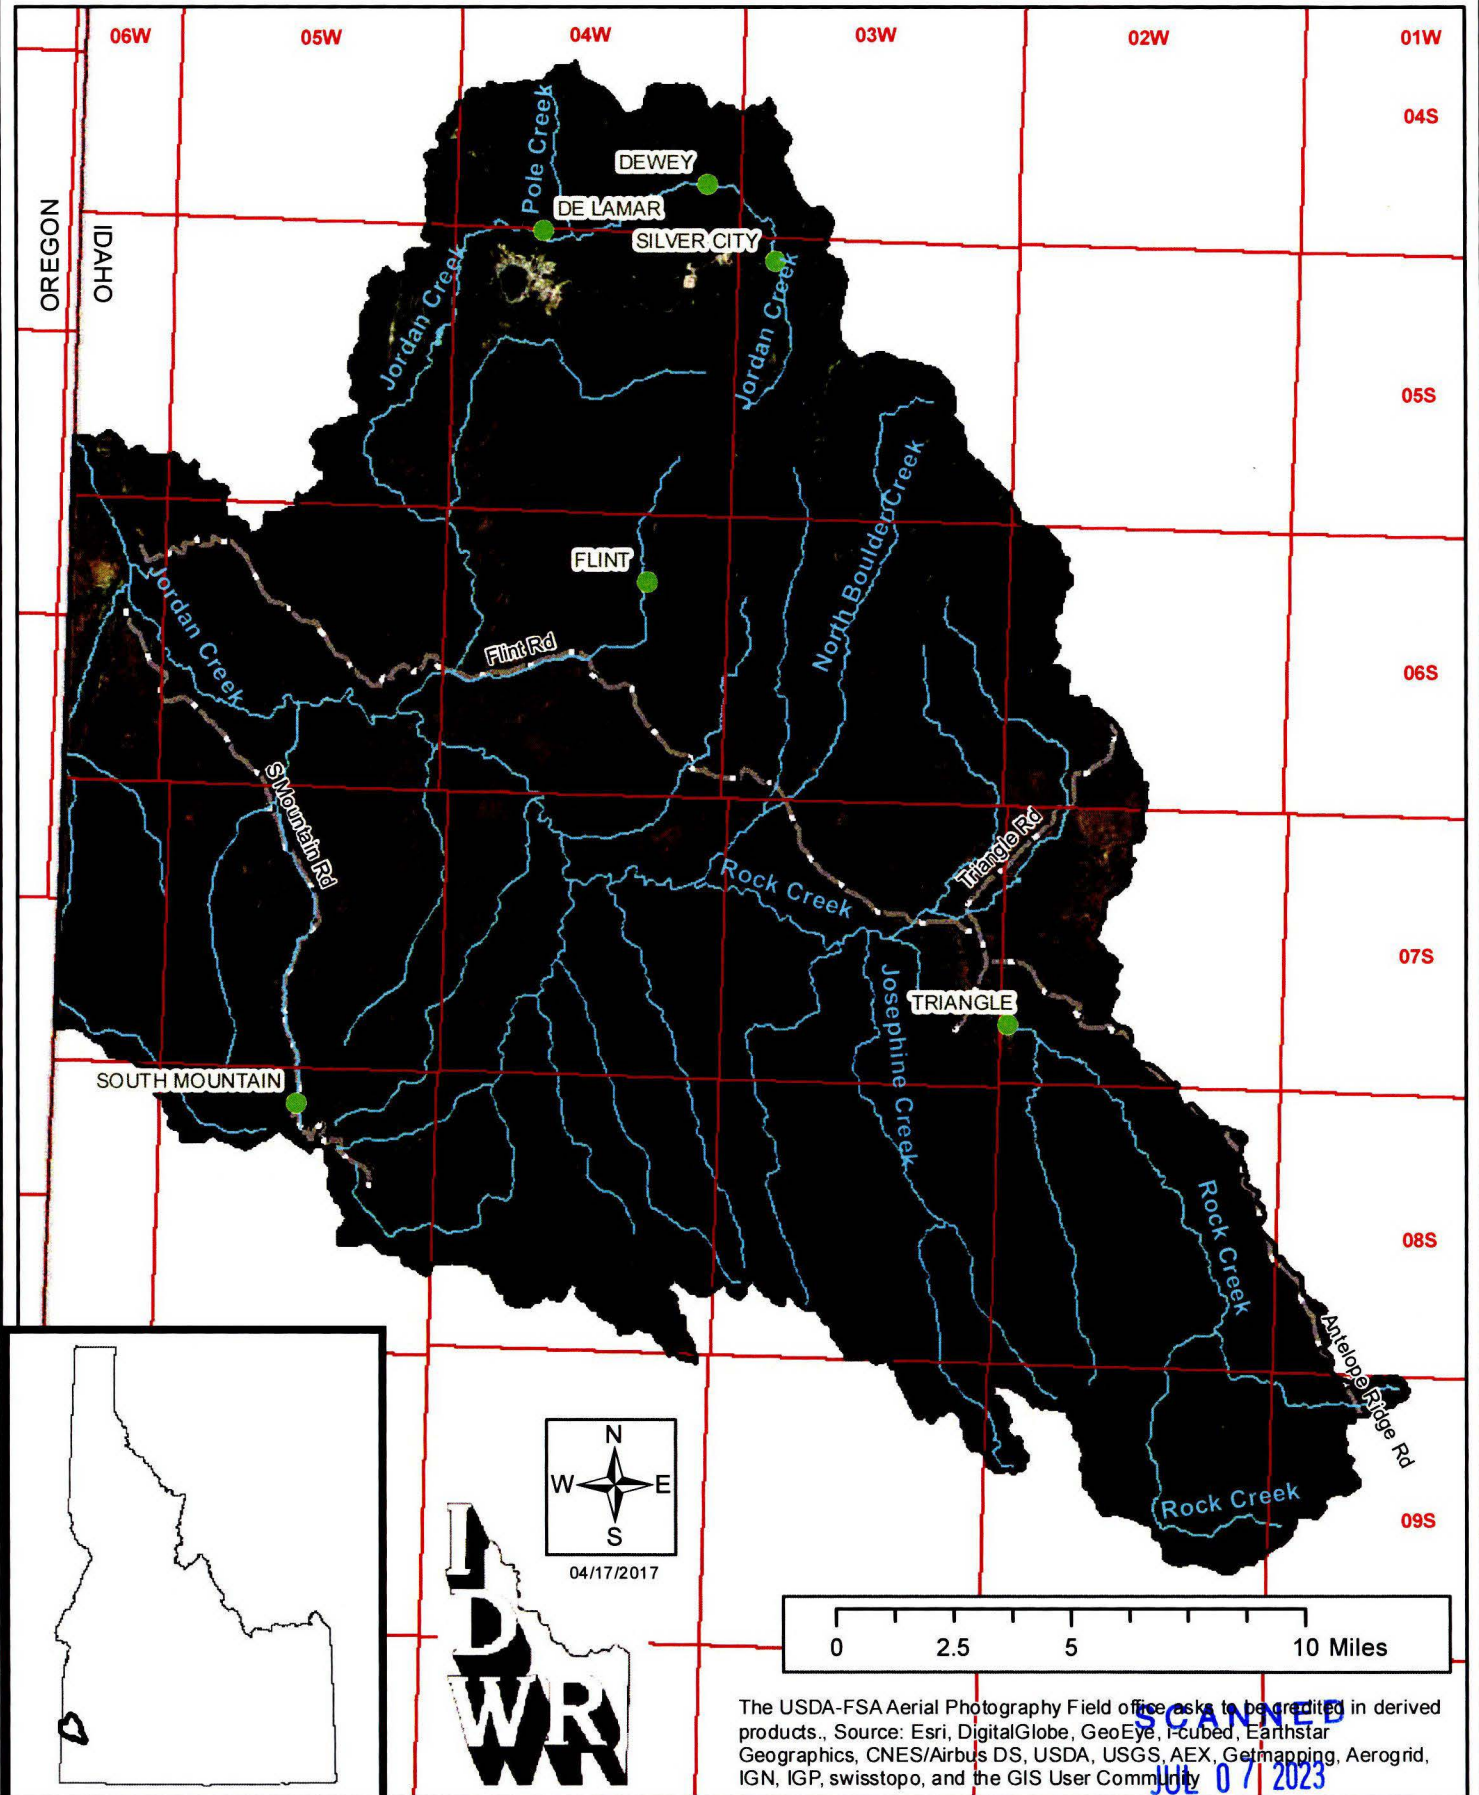 06W
05W
04W
03W
02W
01W
04S
Pole Creek
DEWEY
DE LAMAR
OREGON
IDAHO
SILVER CITY
Jordan Creek
Jordan Creek
05S
North Boulder Creek
FLINT
Jordan Creek
Flint Rd
06S
S Mountain Rd
Triangle Rd
Rock Creek
07S
Josephine Creek
TRIANGLE
SOUTH MOUNTAIN
Rock Creek
08S
Antelope Ridge Rd
Rock Creek
09S
N
W E
S
04/17/2017
I
D
WR
0 2.5 5 10 Miles
The USDA-FSA Aerial Photography Field office asks to be credited in derived
products., Source: Esri, DigitalGlobe, GeoEye, i-cubed, Earthstar
Geographics, CNES/Airbus DS, USDA, USGS, AEX, Getmapping, Aerogrid,
IGN, IGP, swisstopo, and the GIS User Community
SCANNED
JUL 07 2023